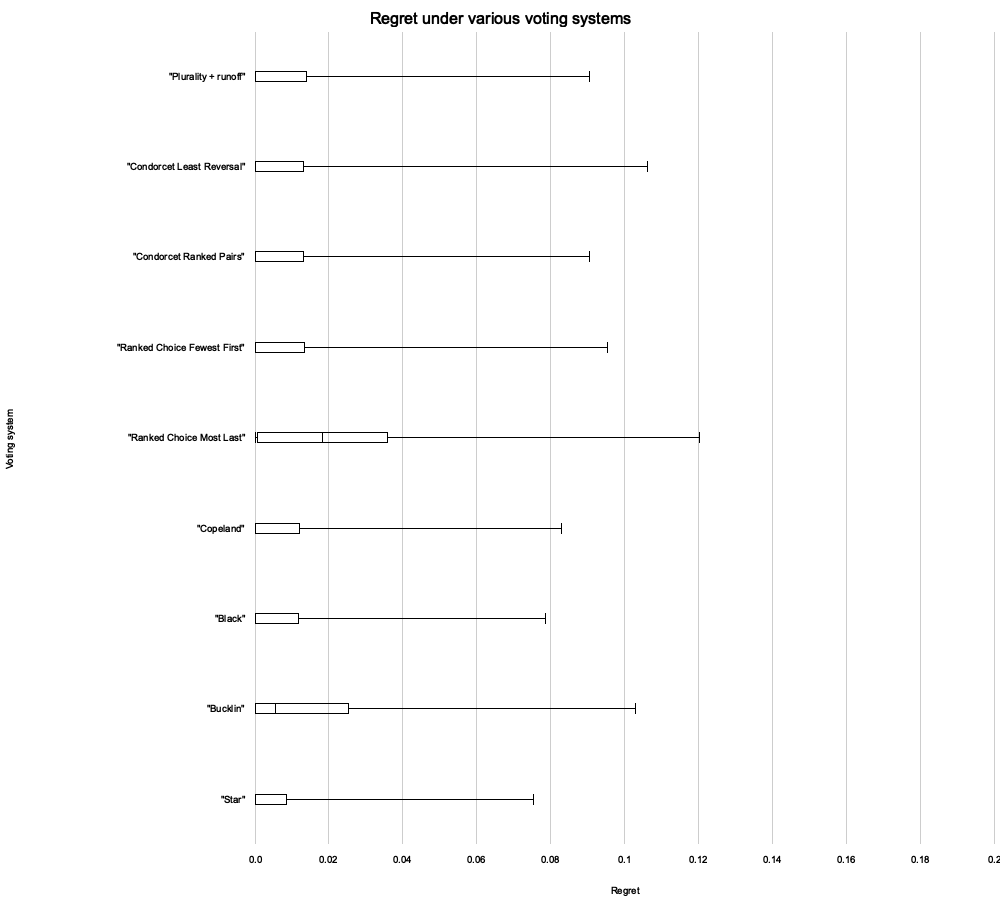 Regret under various voting systems
"Plurality + runoff"
"Condorcet Least Reversal"
"Condorcet Ranked Pairs"
"Ranked Choice Fewest First"
"Ranked Choice Most Last"
"Copeland"
"Black"
"Bucklin"
"Star"
Voting system
0.0 0.02 0.04 0.06 0.08 0.1 0.12 0.14 0.16 0.18 0.2
Regret